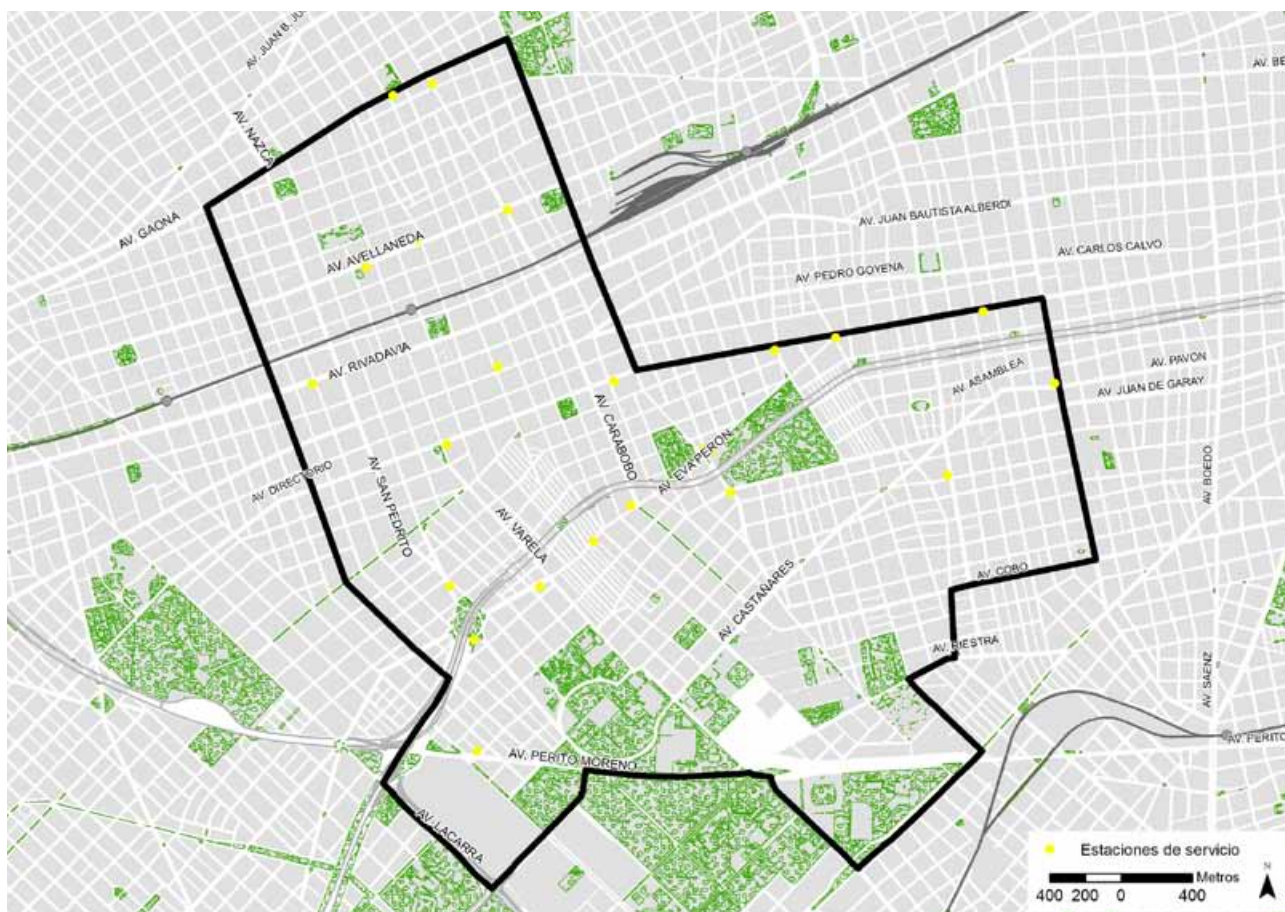 AV. JUAN B. JU
AV. BE
AV. NAZCA
AV. GAONA
AV. JUAN BAUTISTA ALBERDI
AV. AVELLANEDA
AV. CARLOS CALVO
AV. PEDRO GOYENA
AV. RIVADAVIA
AV. PAVON
AV. ASAMBLEA
AV. JUAN DE GARAY
AV. CARABOBO
AV. EVA PERON
AV. DIRECTORIO
AV. SAN PEDRITO
AV. BOEDO
AV. VARELA
AV. COBO
AV. CASTAÑARES
AV. RIESTRA
AV. SAENZ
AV. PERITO
AV. PERITO MORENO
AV. LACARRA
Estaciones de servicio
Metros
400 200 0 400
N